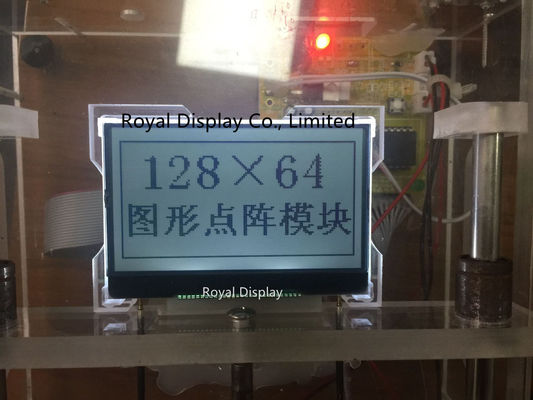 Royal Display Co., Limited
128×64
图形点阵模块
Royal Display